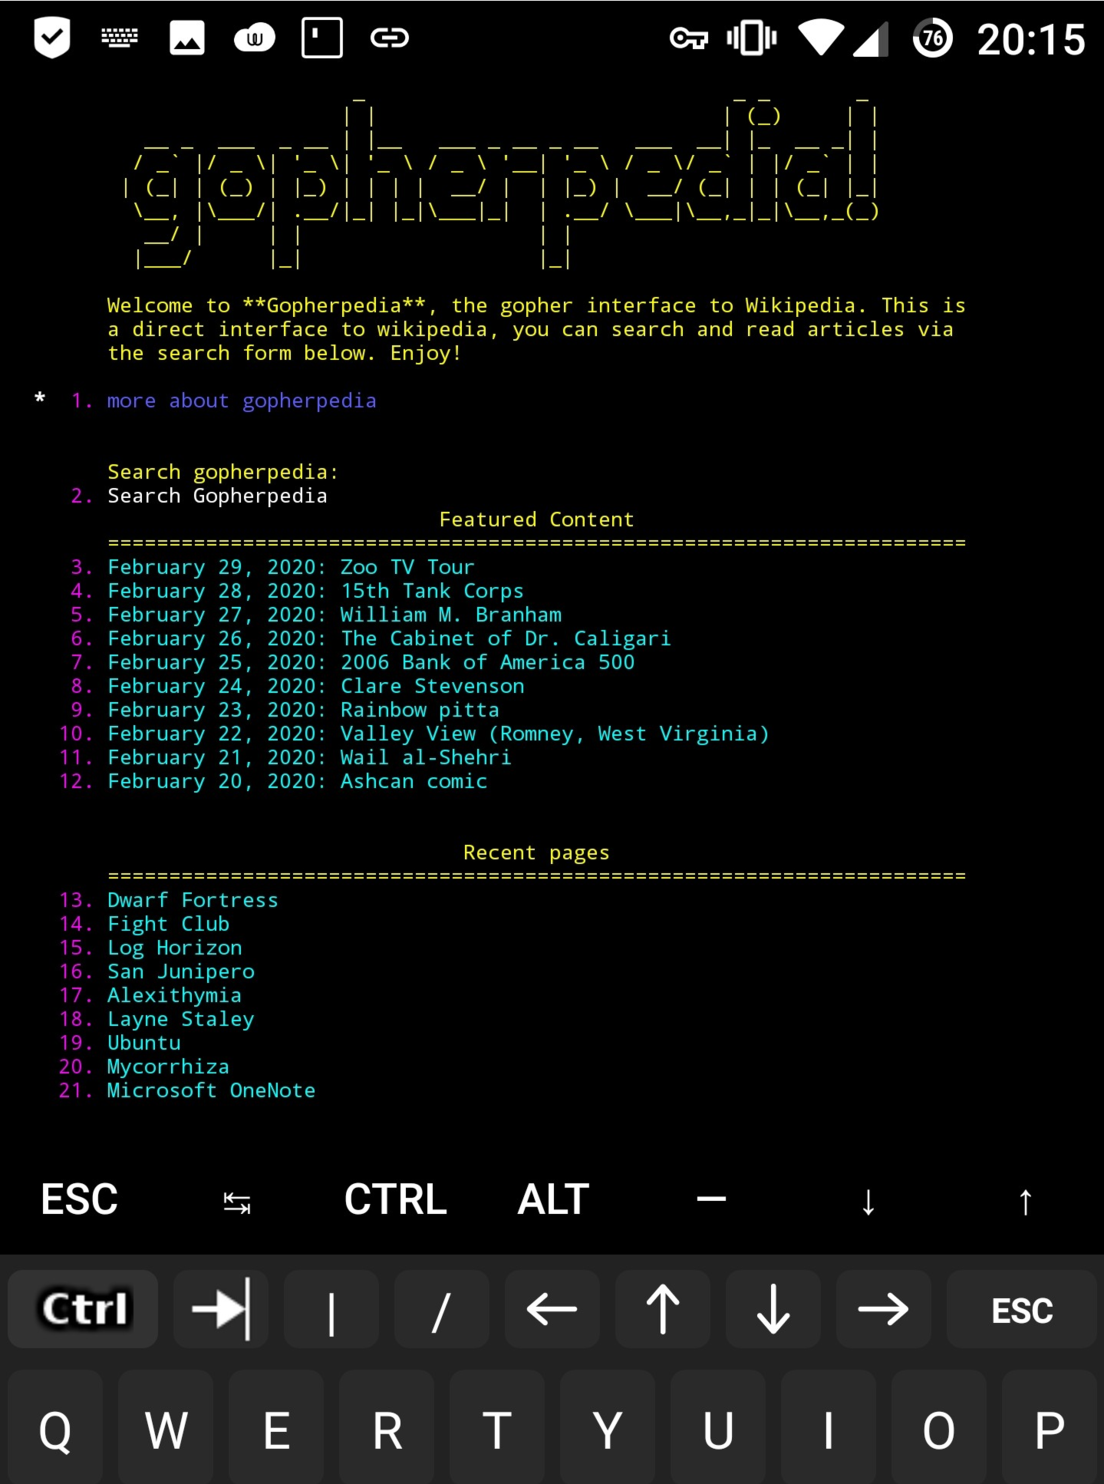 76 20:15
gopherpedia!
Welcome to **Gopherpedia**, the gopher interface to Wikipedia. This is
a direct interface to wikipedia, you can search and read articles via
the search form below. Enjoy!
* 1. more about gopherpedia
Search gopherpedia:
2. Search Gopherpedia
Featured Content
======================================================================
3. February 29, 2020: Zoo TV Tour
4. February 28, 2020: 15th Tank Corps
5. February 27, 2020: William M. Branham
6. February 26, 2020: The Cabinet of Dr. Caligari
7. February 25, 2020: 2006 Bank of America 500
8. February 24, 2020: Clare Stevenson
9. February 23, 2020: Rainbow pitta
10. February 22, 2020: Valley View (Romney, West Virginia)
11. February 21, 2020: Wail al-Shehri
12. February 20, 2020: Ashcan comic
Recent pages
======================================================================
13. Dwarf Fortress
14. Fight Club
15. Log Horizon
16. San Junipero
17. Alexithymia
18. Layne Staley
19. Ubuntu
20. Mycorrhiza
21. Microsoft OneNote
ESC ↹ CTRL ALT — ↓ ↑
Ctrl →| | / ← ↑ ↓ → ESC
Q W E R T Y U I O P